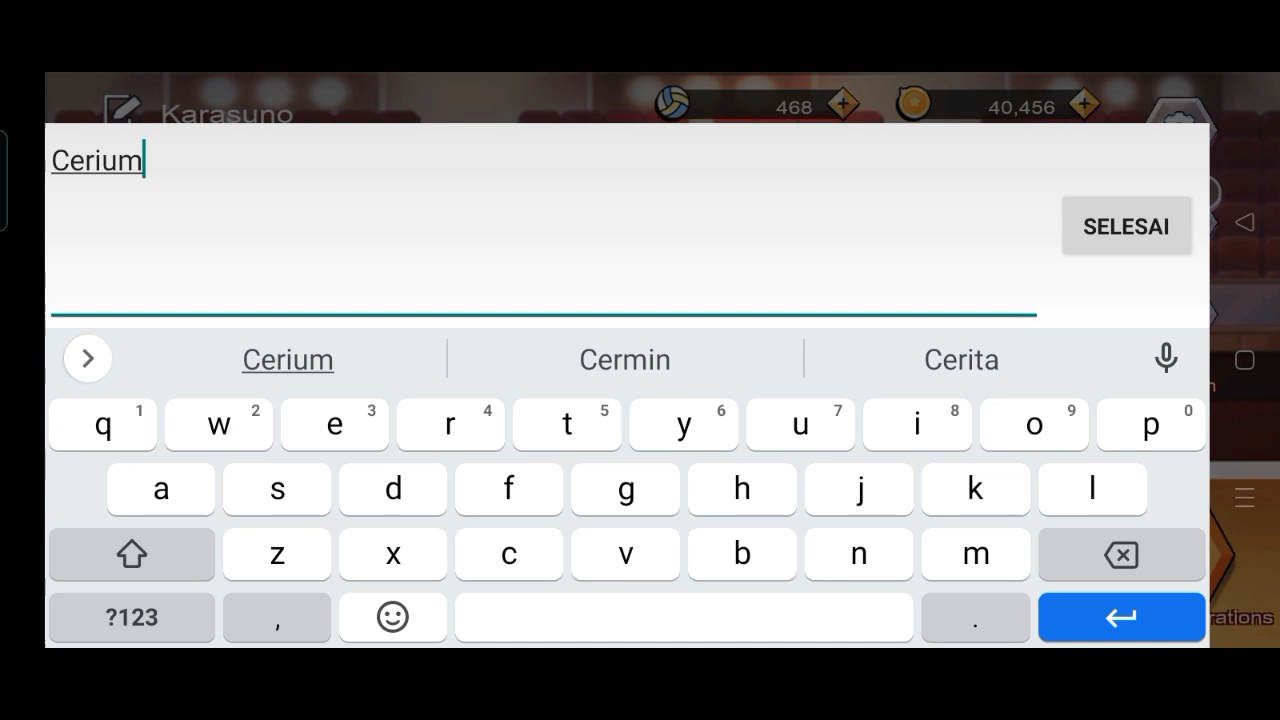 Karasuno
468
40,456
Cerium
SELESAI
Cerium Cermin Cerita
q 1 w 2 e 3 r 4 t 5 y 6 u 7 i 8 o 9 p 0
a s d f g h j k l
z x c v b n m
?123 , .
rations